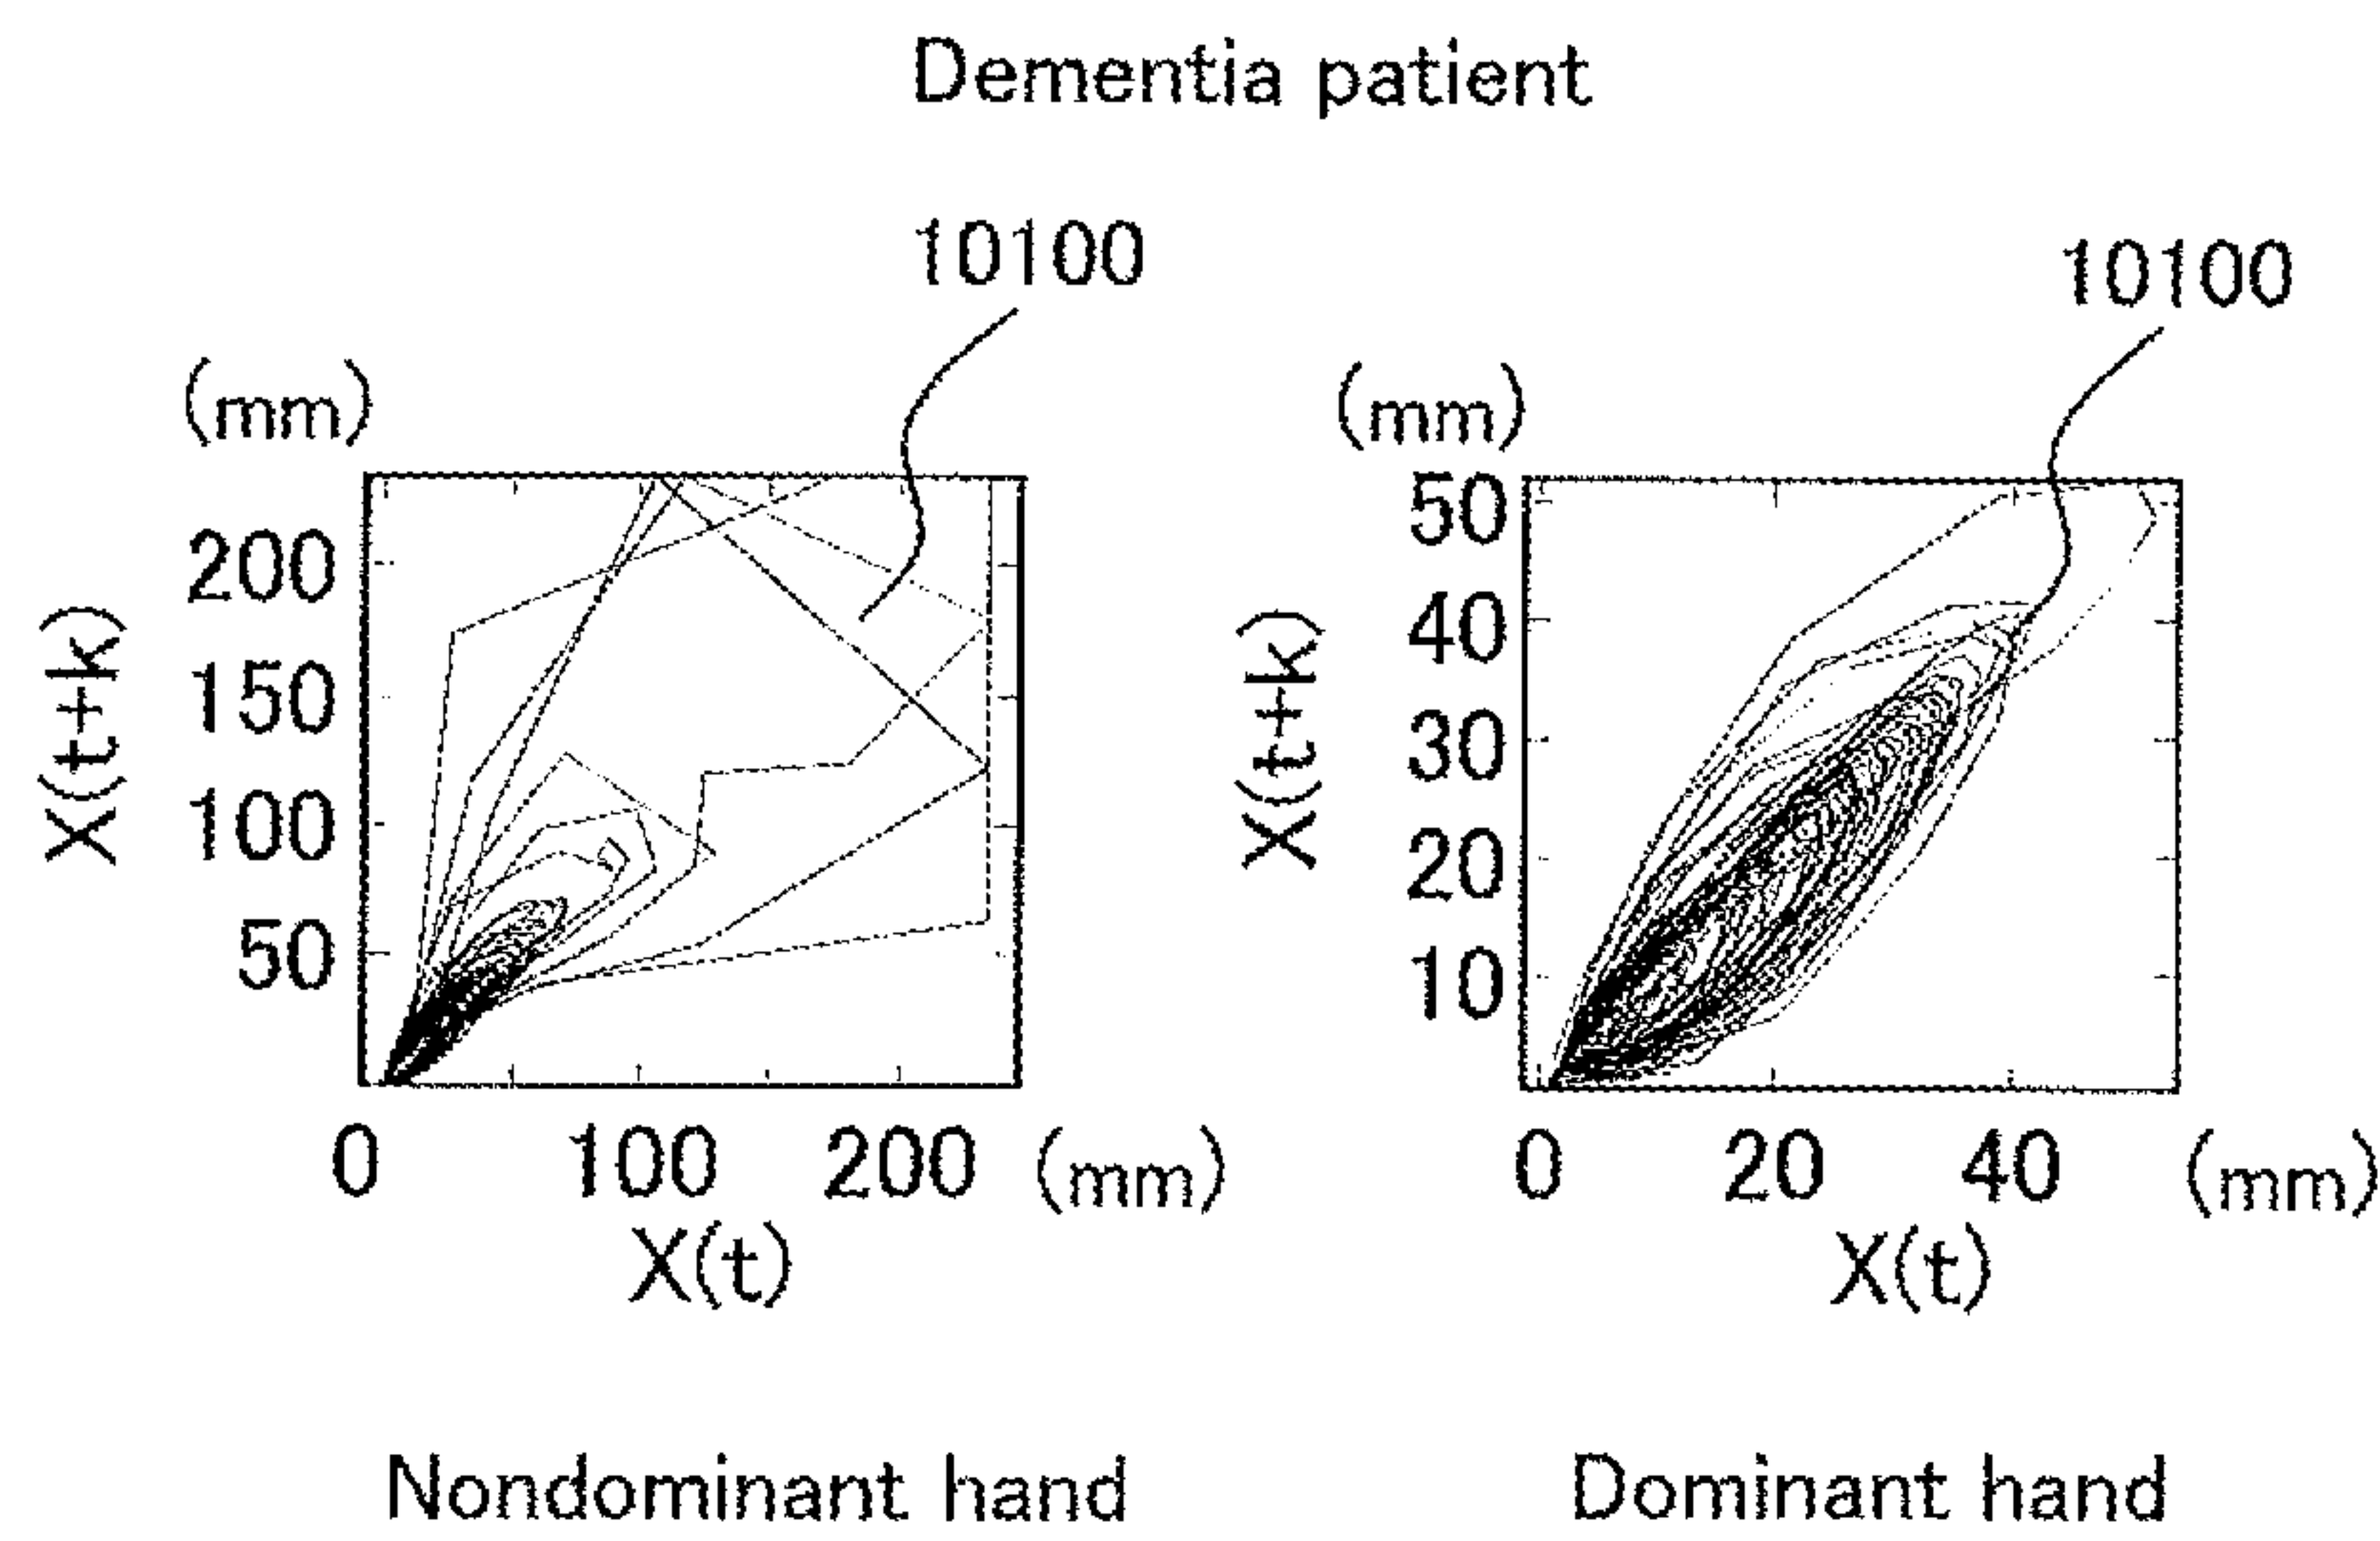 Dementia patient
10100
10100
(mm)
(mm)
X(t+k)
200
150
100
50
X(t+k)
50
40
30
20
10
0 100 200 (mm)
0 20 40 (mm)
X(t)
X(t)
Nondominant hand
Dominant hand